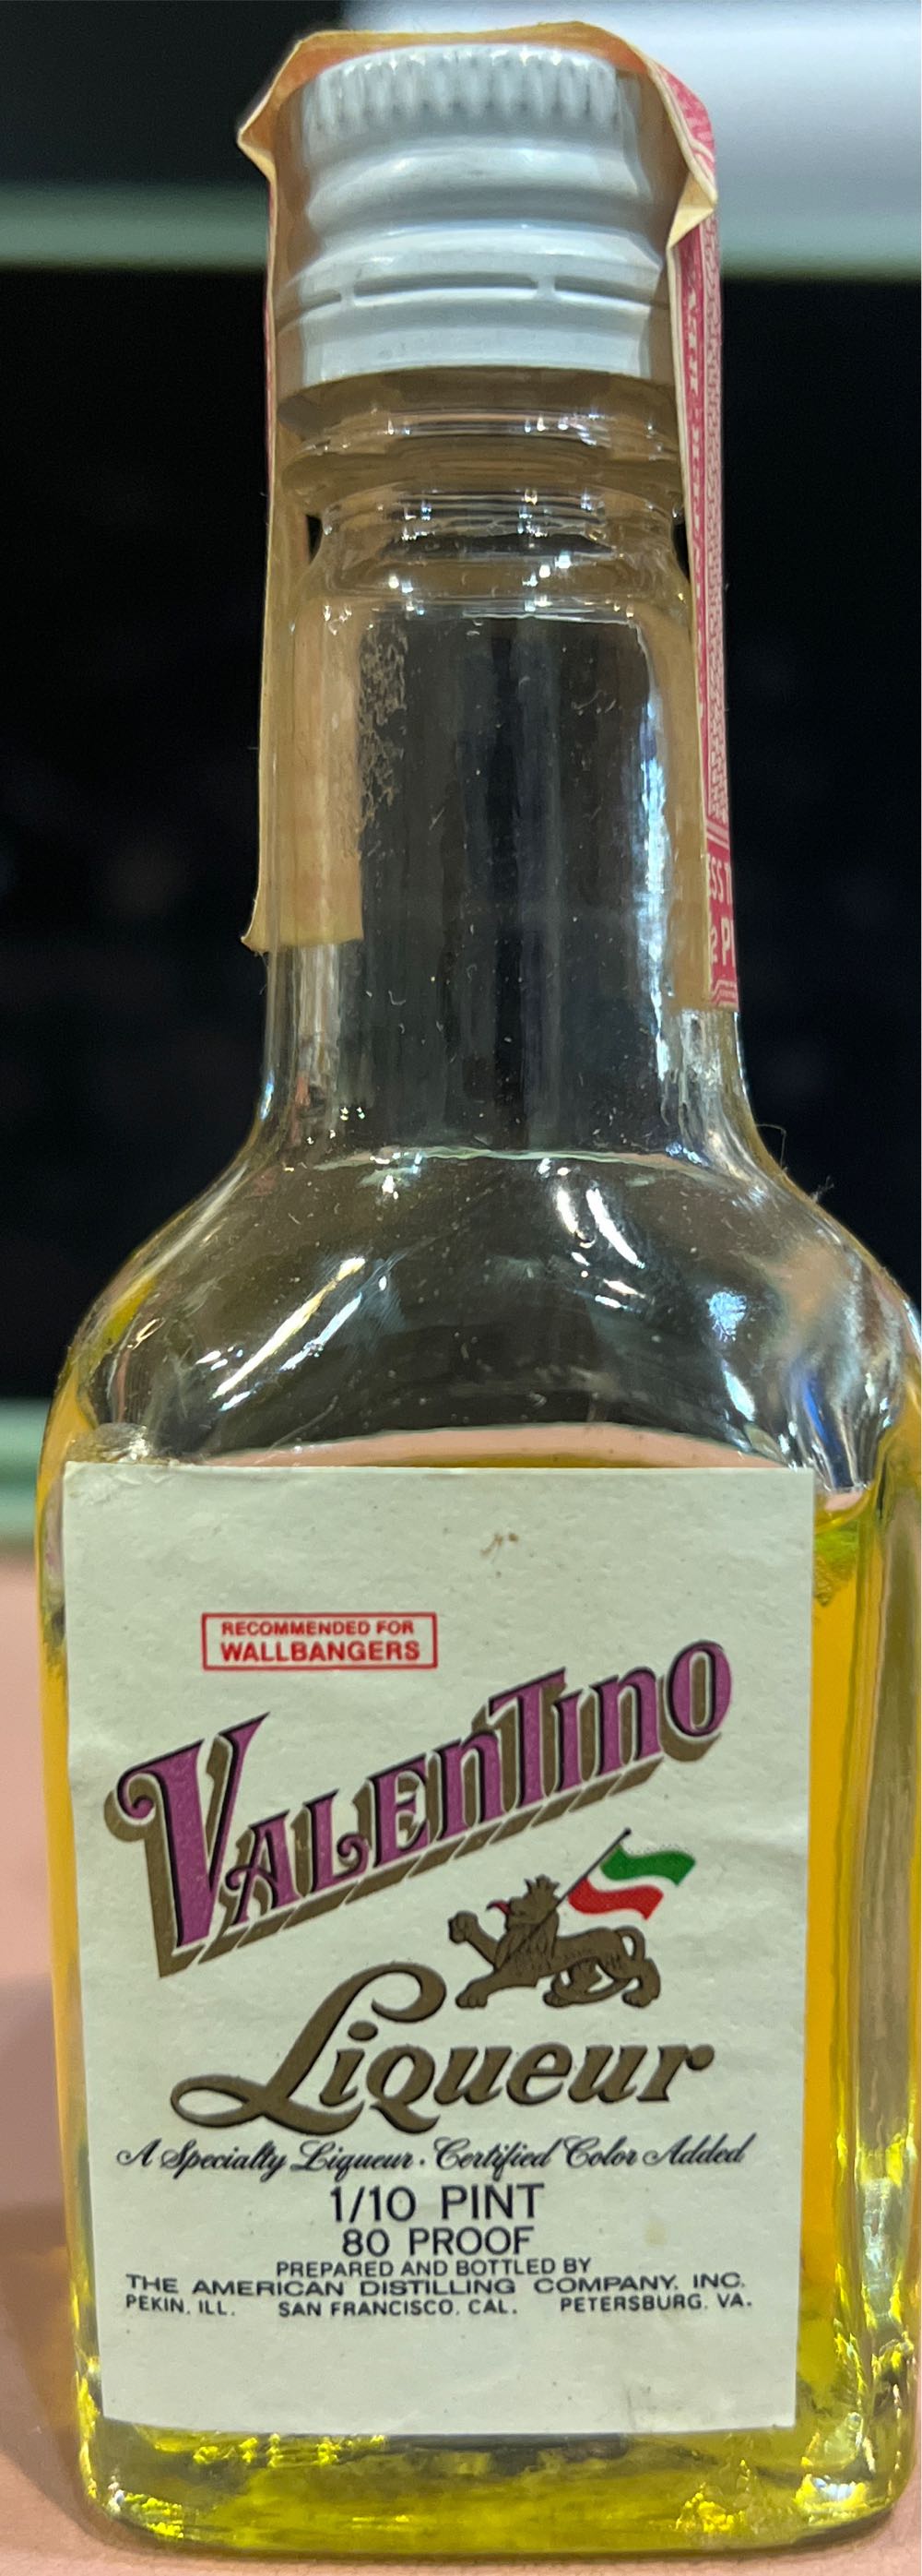 RECOMMENDED FOR
WALLBANGERS
VALENTINO
Liqueur
A Specialty Liqueur · Certified Color Added
1/10 PINT
80 PROOF
PREPARED AND BOTTLED BY
THE AMERICAN DISTILLING COMPANY, INC.
PEKIN, ILL. SAN FRANCISCO, CAL. PETERSBURG, VA.